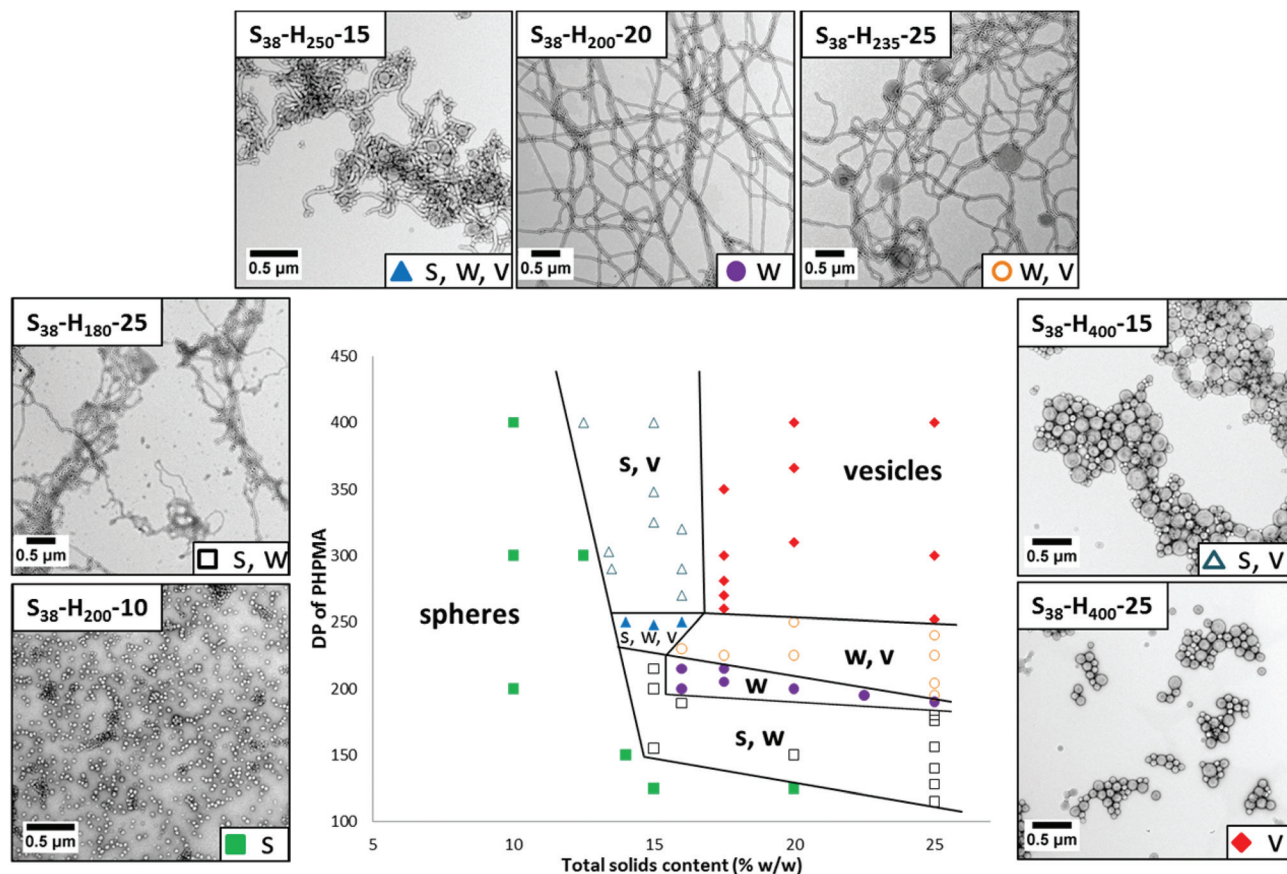 S₃₈-H₂₅₀-15
0.5 µm
S, W, V
S₃₈-H₂₀₀-20
0.5 µm
W
S₃₈-H₂₃₅-25
0.5 µm
W, V
S₃₈-H₁₈₀-25
0.5 µm
S, W
S₃₈-H₂₀₀-10
0.5 µm
S
DP of PHPMA
450
400
350
300
250
200
150
100
5
10
15
20
25
Total solids content (% w/w)
spheres
S, V
vesicles
S, W, V
W, V
W
S, W
S₃₈-H₄₀₀-15
0.5 µm
S, V
S₃₈-H₄₀₀-25
0.5 µm
V